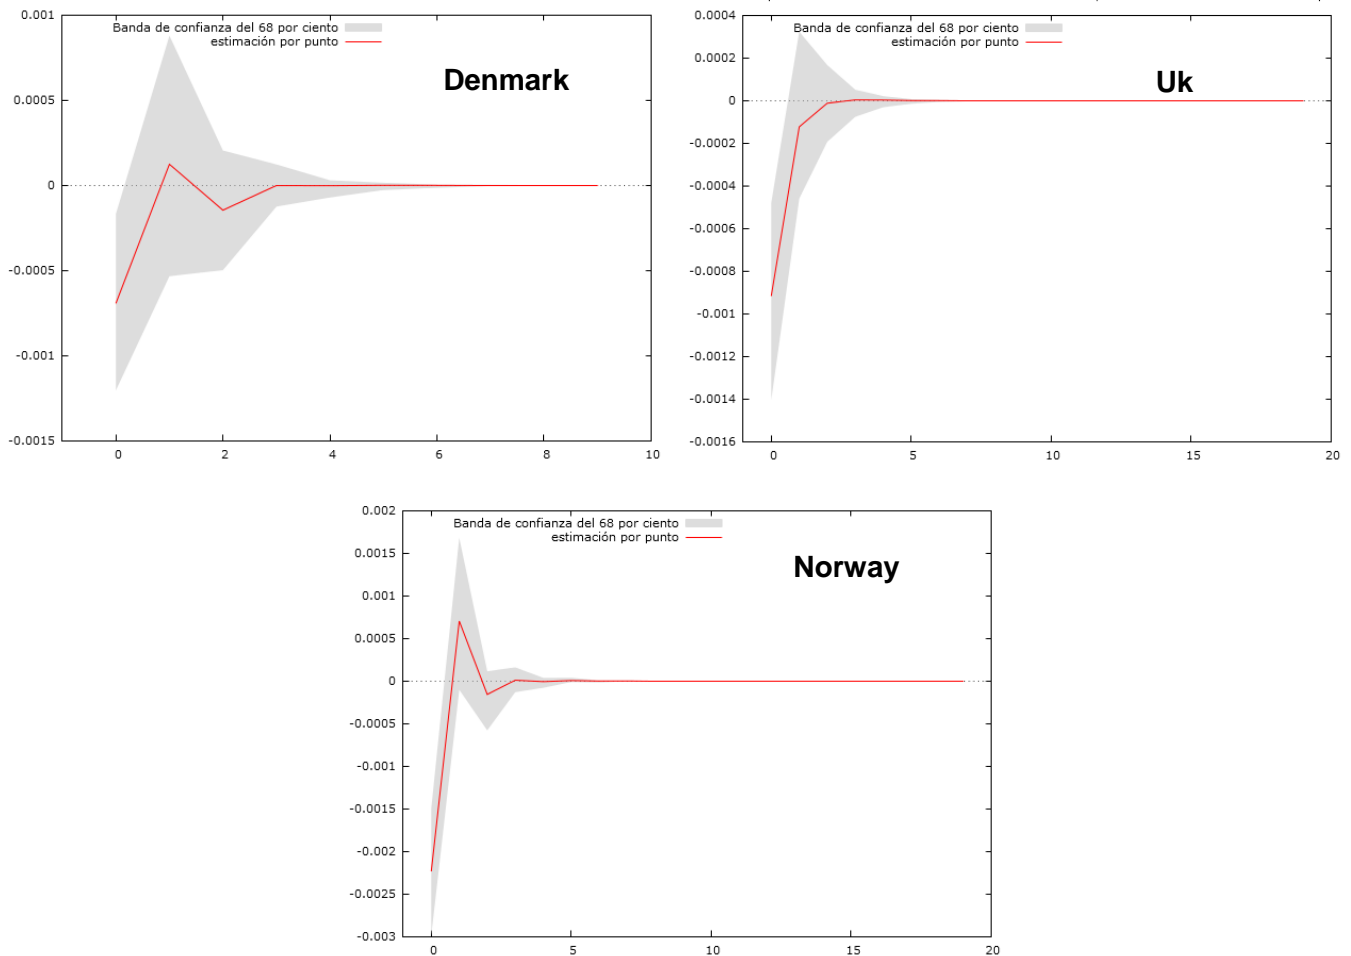 Banda de confianza del 68 por ciento
estimación por punto
Denmark
0.001
0.0005
0
-0.0005
-0.001
-0.0015
0 2 4 6 8 10
Banda de confianza del 68 por ciento
estimación por punto
Uk
0.0004
0.0002
0
-0.0002
-0.0004
-0.0006
-0.0008
-0.001
-0.0012
-0.0014
-0.0016
0 5 10 15 20
Banda de confianza del 68 por ciento
estimación por punto
Norway
0.002
0.0015
0.001
0.0005
0
-0.0005
-0.001
-0.0015
-0.002
-0.0025
-0.003
0 5 10 15 20